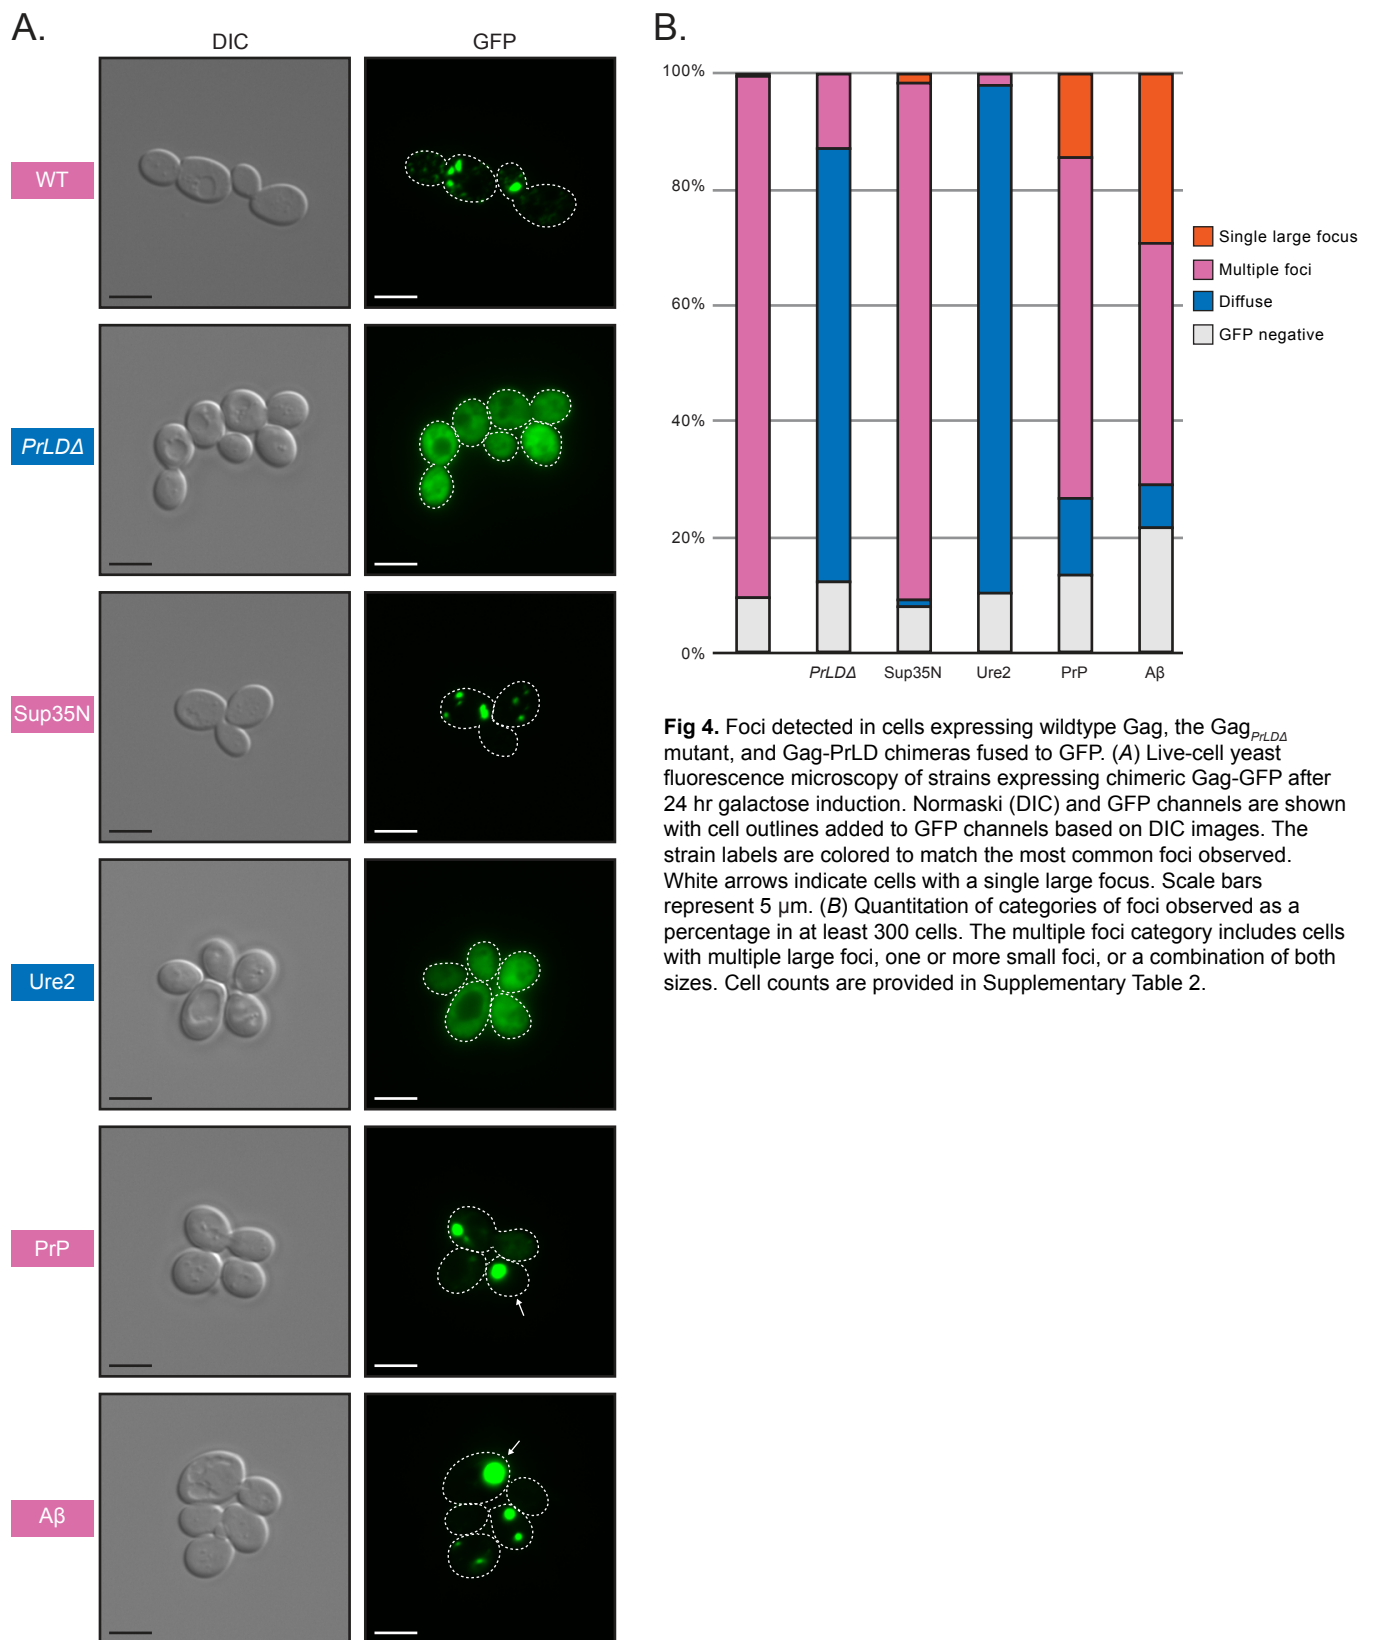 A.
DIC
GFP
WT
PrLDΔ
Sup35N
Ure2
PrP
Aβ
B.
100%
80%
60%
40%
20%
0%
PrLDΔ
Sup35N
Ure2
PrP
Aβ
Single large focus
Multiple foci
Diffuse
GFP negative
Fig 4. Foci detected in cells expressing wildtype Gag, the GagPrLDΔ
mutant, and Gag-PrLD chimeras fused to GFP. (A) Live-cell yeast
fluorescence microscopy of strains expressing chimeric Gag-GFP after
24 hr galactose induction. Normaski (DIC) and GFP channels are shown
with cell outlines added to GFP channels based on DIC images. The
strain labels are colored to match the most common foci observed.
White arrows indicate cells with a single large focus. Scale bars
represent 5 μm. (B) Quantitation of categories of foci observed as a
percentage in at least 300 cells. The multiple foci category includes cells
with multiple large foci, one or more small foci, or a combination of both
sizes. Cell counts are provided in Supplementary Table 2.